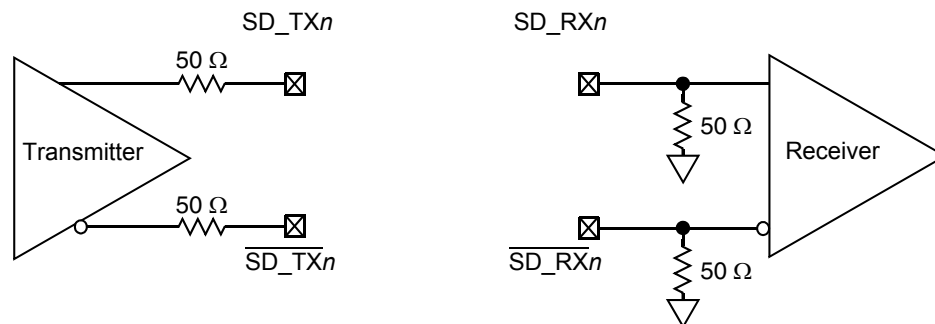 SD_TXn
SD_RXn
50 Ω
50 Ω
Transmitter
Receiver
50 Ω
SD_TXn
SD_RXn
50 Ω